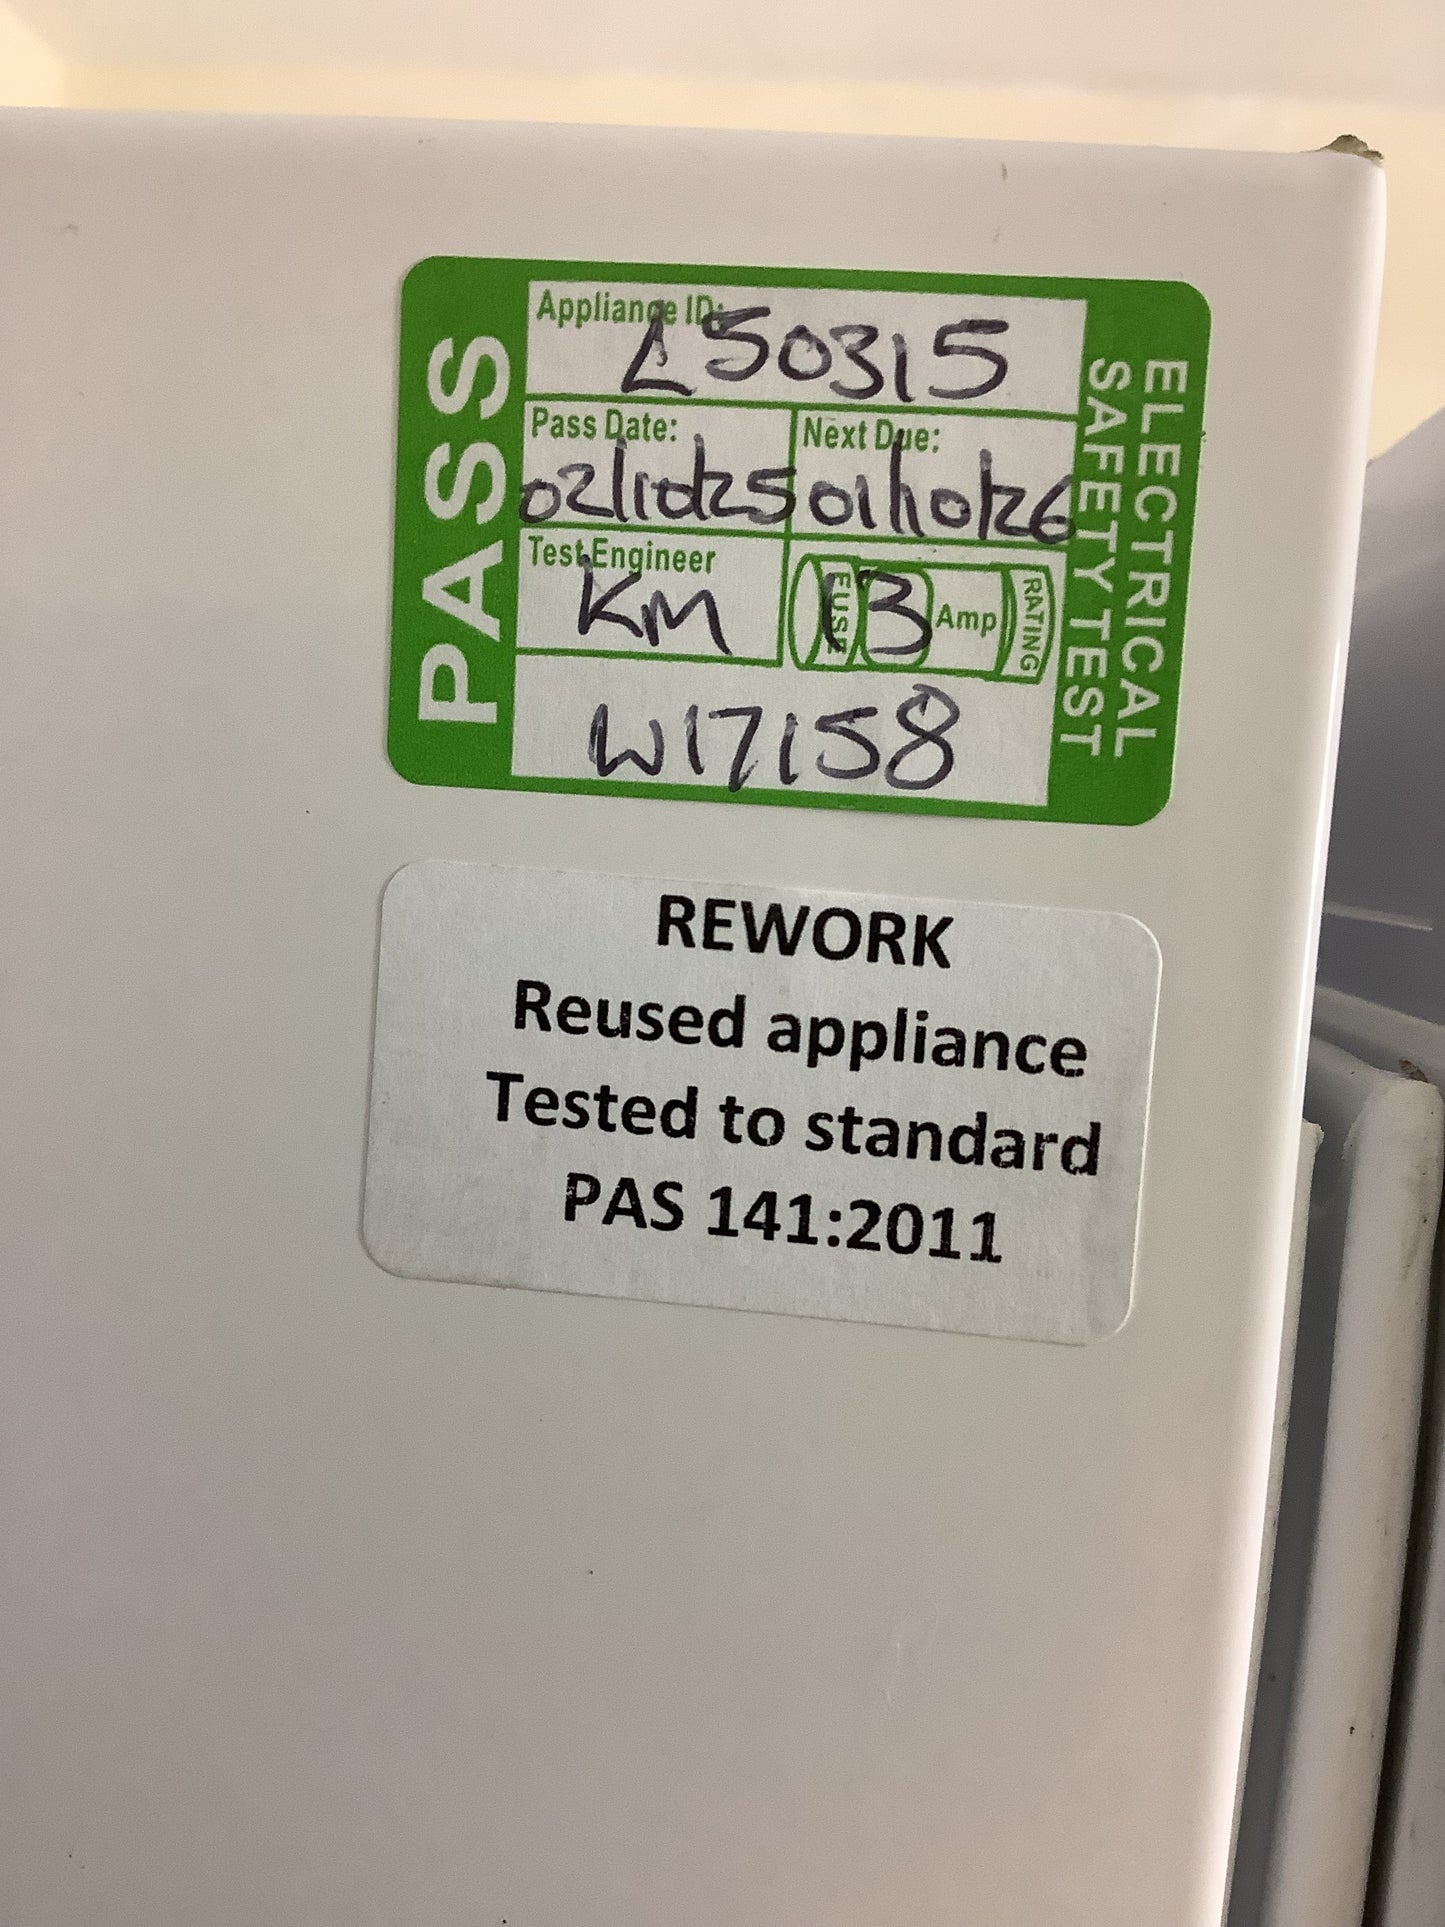 PASS
Appliance ID:
L50315
Pass Date:
02/10/25
Next Due:
01/10/26
Test Engineer
KM
FUSE
13
Amp
RATING
W17158
ELECTRICAL
SAFETY TEST
REWORK
Reused appliance
Tested to standard
PAS 141:2011